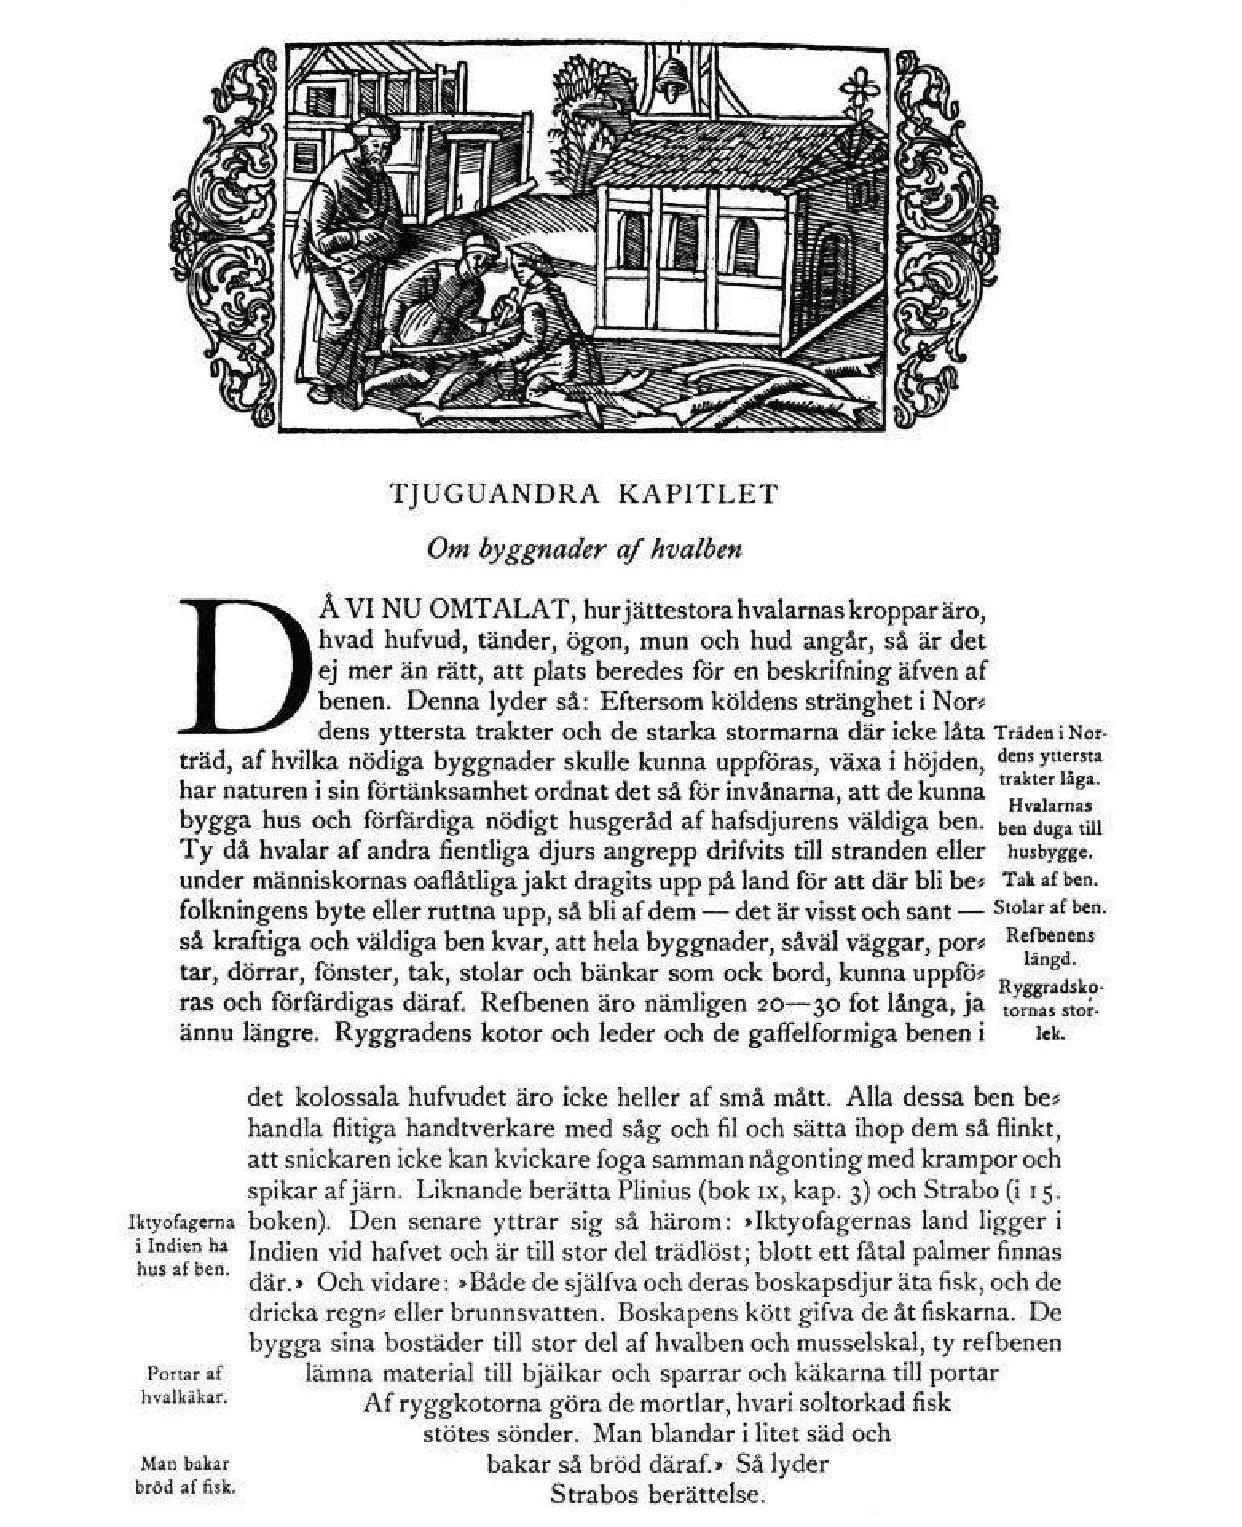 TJUGUANDRA KAPITLET
Om byggnader af hvalben
DÅ VI NU OMTALAT, hur jättestora hvalarnas kroppar äro,
hvad hufvud, tänder, ögon, mun och hud angår, så är det
ej mer än rätt, att plats beredes för en beskrifning äfven af
benen. Denna lyder så: Eftersom köldens stränghet i Nor⸗
dens yttersta trakter och de starka stormarna där icke låta
träd, af hvilka nödiga byggnader skulle kunna uppföras, växa i höjden,
har naturen i sin förtänksamhet ordnat det så för invånarna, att de kunna
bygga hus och förfärdiga nödigt husgeråd af hafsdjurens väldiga ben.
Ty då hvalar af andra fientliga djurs angrepp drifvits till stranden eller
under människornas oaflåtliga jakt dragits upp på land för att där bli be⸗
folkningens byte eller ruttna upp, så bli af dem — det är visst och sant —
så kraftiga och väldiga ben kvar, att hela byggnader, såväl väggar, por⸗
tar, dörrar, fönster, tak, stolar och bänkar som ock bord, kunna uppfö⸗
ras och förfärdigas däraf. Refbenen äro nämligen 20—30 fot långa, ja
ännu längre. Ryggradens kotor och leder och de gaffelformiga benen i
Träden i Nor-
dens yttersta
trakter låga.
Hvalarnas
ben duga till
husbygge.
Tak af ben.
Stolar af ben.
Refbenens
längd.
Ryggradsko-
tornas stor-
lek.
det kolossala hufvudet äro icke heller af små mått. Alla dessa ben be⸗
handla flitiga handtverkare med såg och fil och sätta ihop dem så flinkt,
att snickaren icke kan kvickare foga samman någonting med krampor och
spikar af järn. Liknande berätta Plinius (bok IX, kap. 3) och Strabo (i 15.
boken). Den senare yttrar sig så härom: »Iktyofagernas land ligger i
Indien vid hafvet och är till stor del trädlöst; blott ett fåtal palmer finnas
där.» Och vidare: »Både de själfva och deras boskapsdjur äta fisk, och de
dricka regn⸗ eller brunnsvatten. Boskapens kött gifva de åt fiskarna. De
bygga sina bostäder till stor del af hvalben och musselskal, ty refbenen
lämna material till bjälkar och sparrar och käkarna till portar
Af ryggkotorna göra de mortlar, hvari soltorkad fisk
stötes sönder. Man blandar i litet säd och
bakar så bröd däraf.» Så lyder
Strabos berättelse.
Iktyofagerna
i Indien ha
hus af ben.
Portar af
hvalkäkar.
Man bakar
bröd af fisk.